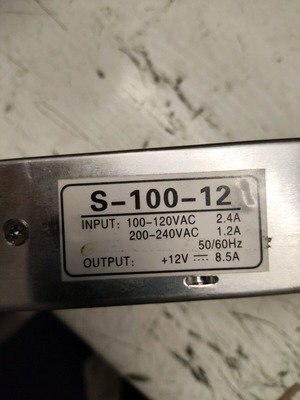 S-100-12
INPUT: 100-120VAC 2.4A
200-240VAC 1.2A
50/60Hz
OUTPUT: +12V ⎓ 8.5A